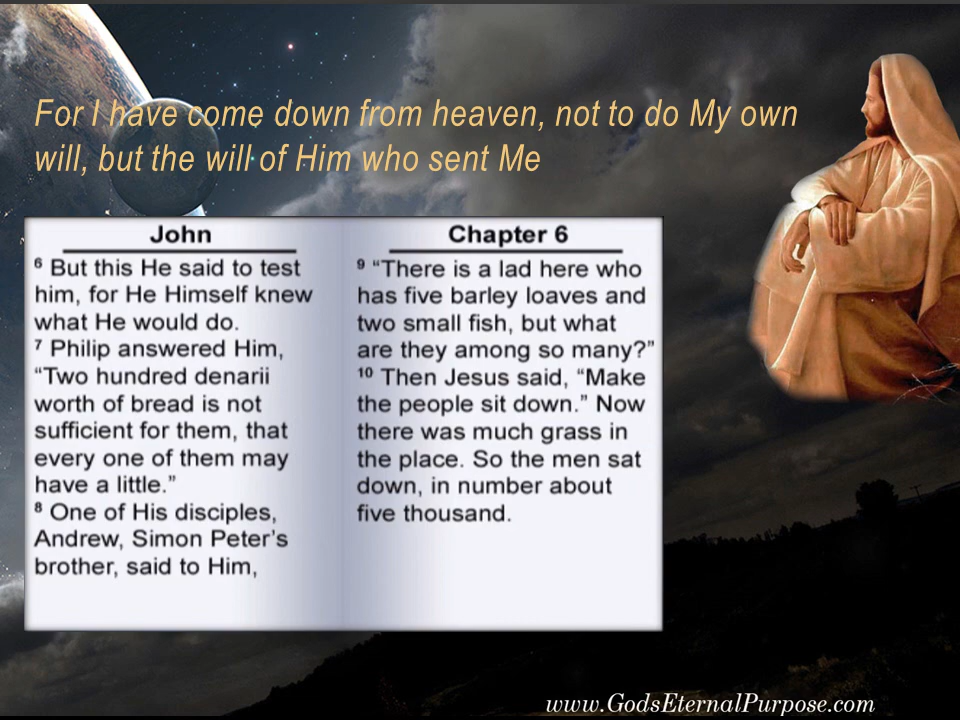 For I have come down from heaven, not to do My own
will, but the will of Him who sent Me
John
⁶ But this He said to test
him, for He Himself knew
what He would do.
⁷ Philip answered Him,
“Two hundred denarii
worth of bread is not
sufficient for them, that
every one of them may
have a little.”
⁸ One of His disciples,
Andrew, Simon Peter’s
brother, said to Him,
Chapter 6
⁹ “There is a lad here who
has five barley loaves and
two small fish, but what
are they among so many?”
¹⁰ Then Jesus said, “Make
the people sit down.” Now
there was much grass in
the place. So the men sat
down, in number about
five thousand.
www.GodsEternalPurpose.com